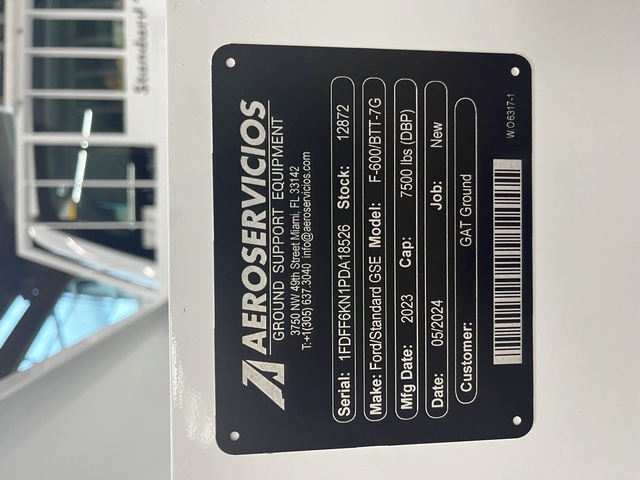 Standard
AEROSERVICIOS
GROUND SUPPORT EQUIPMENT
3750 NW 49th Street Miami, FL 33142
T:+1(305) 637.3040 info@aeroservicios.com
Serial: 1FDFF6KN1PDA18526 Stock: 12872
Make: Ford/Standard GSE Model: F-600/BTT-7G
Mfg Date: 2023 Cap: 7500 lbs (DBP)
Date: 05/2024 Job: New
Customer: GAT Ground
W.O6317-1